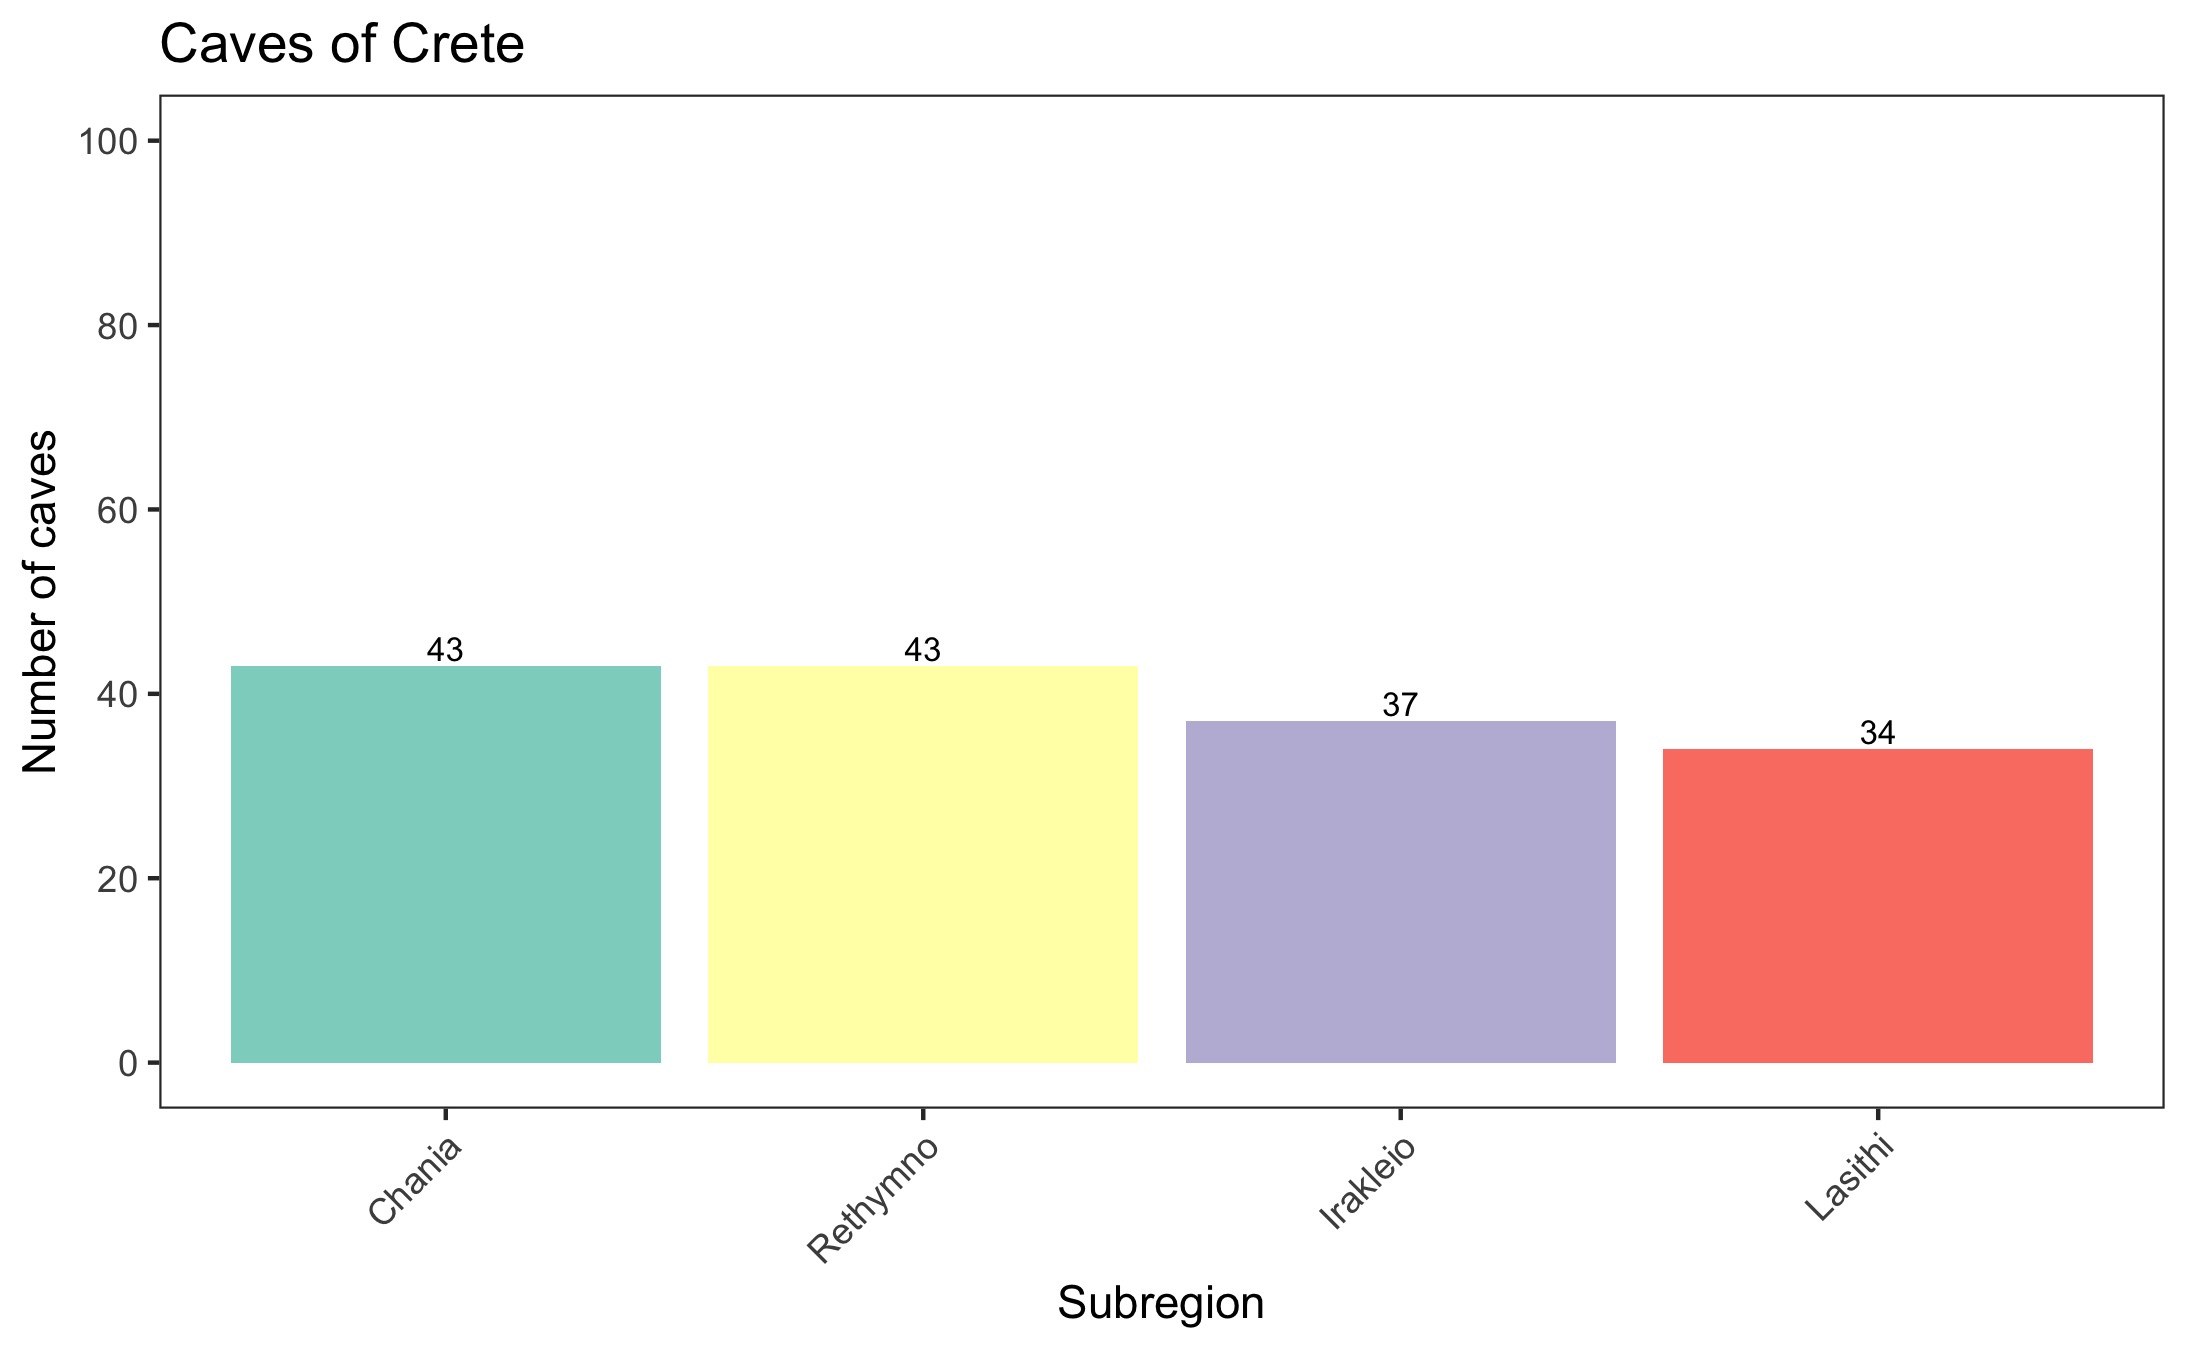 Caves of Crete
Number of caves
100
80
60
40
20
0
43
43
37
34
Chania
Rethymno
Irakleio
Lasithi
Subregion